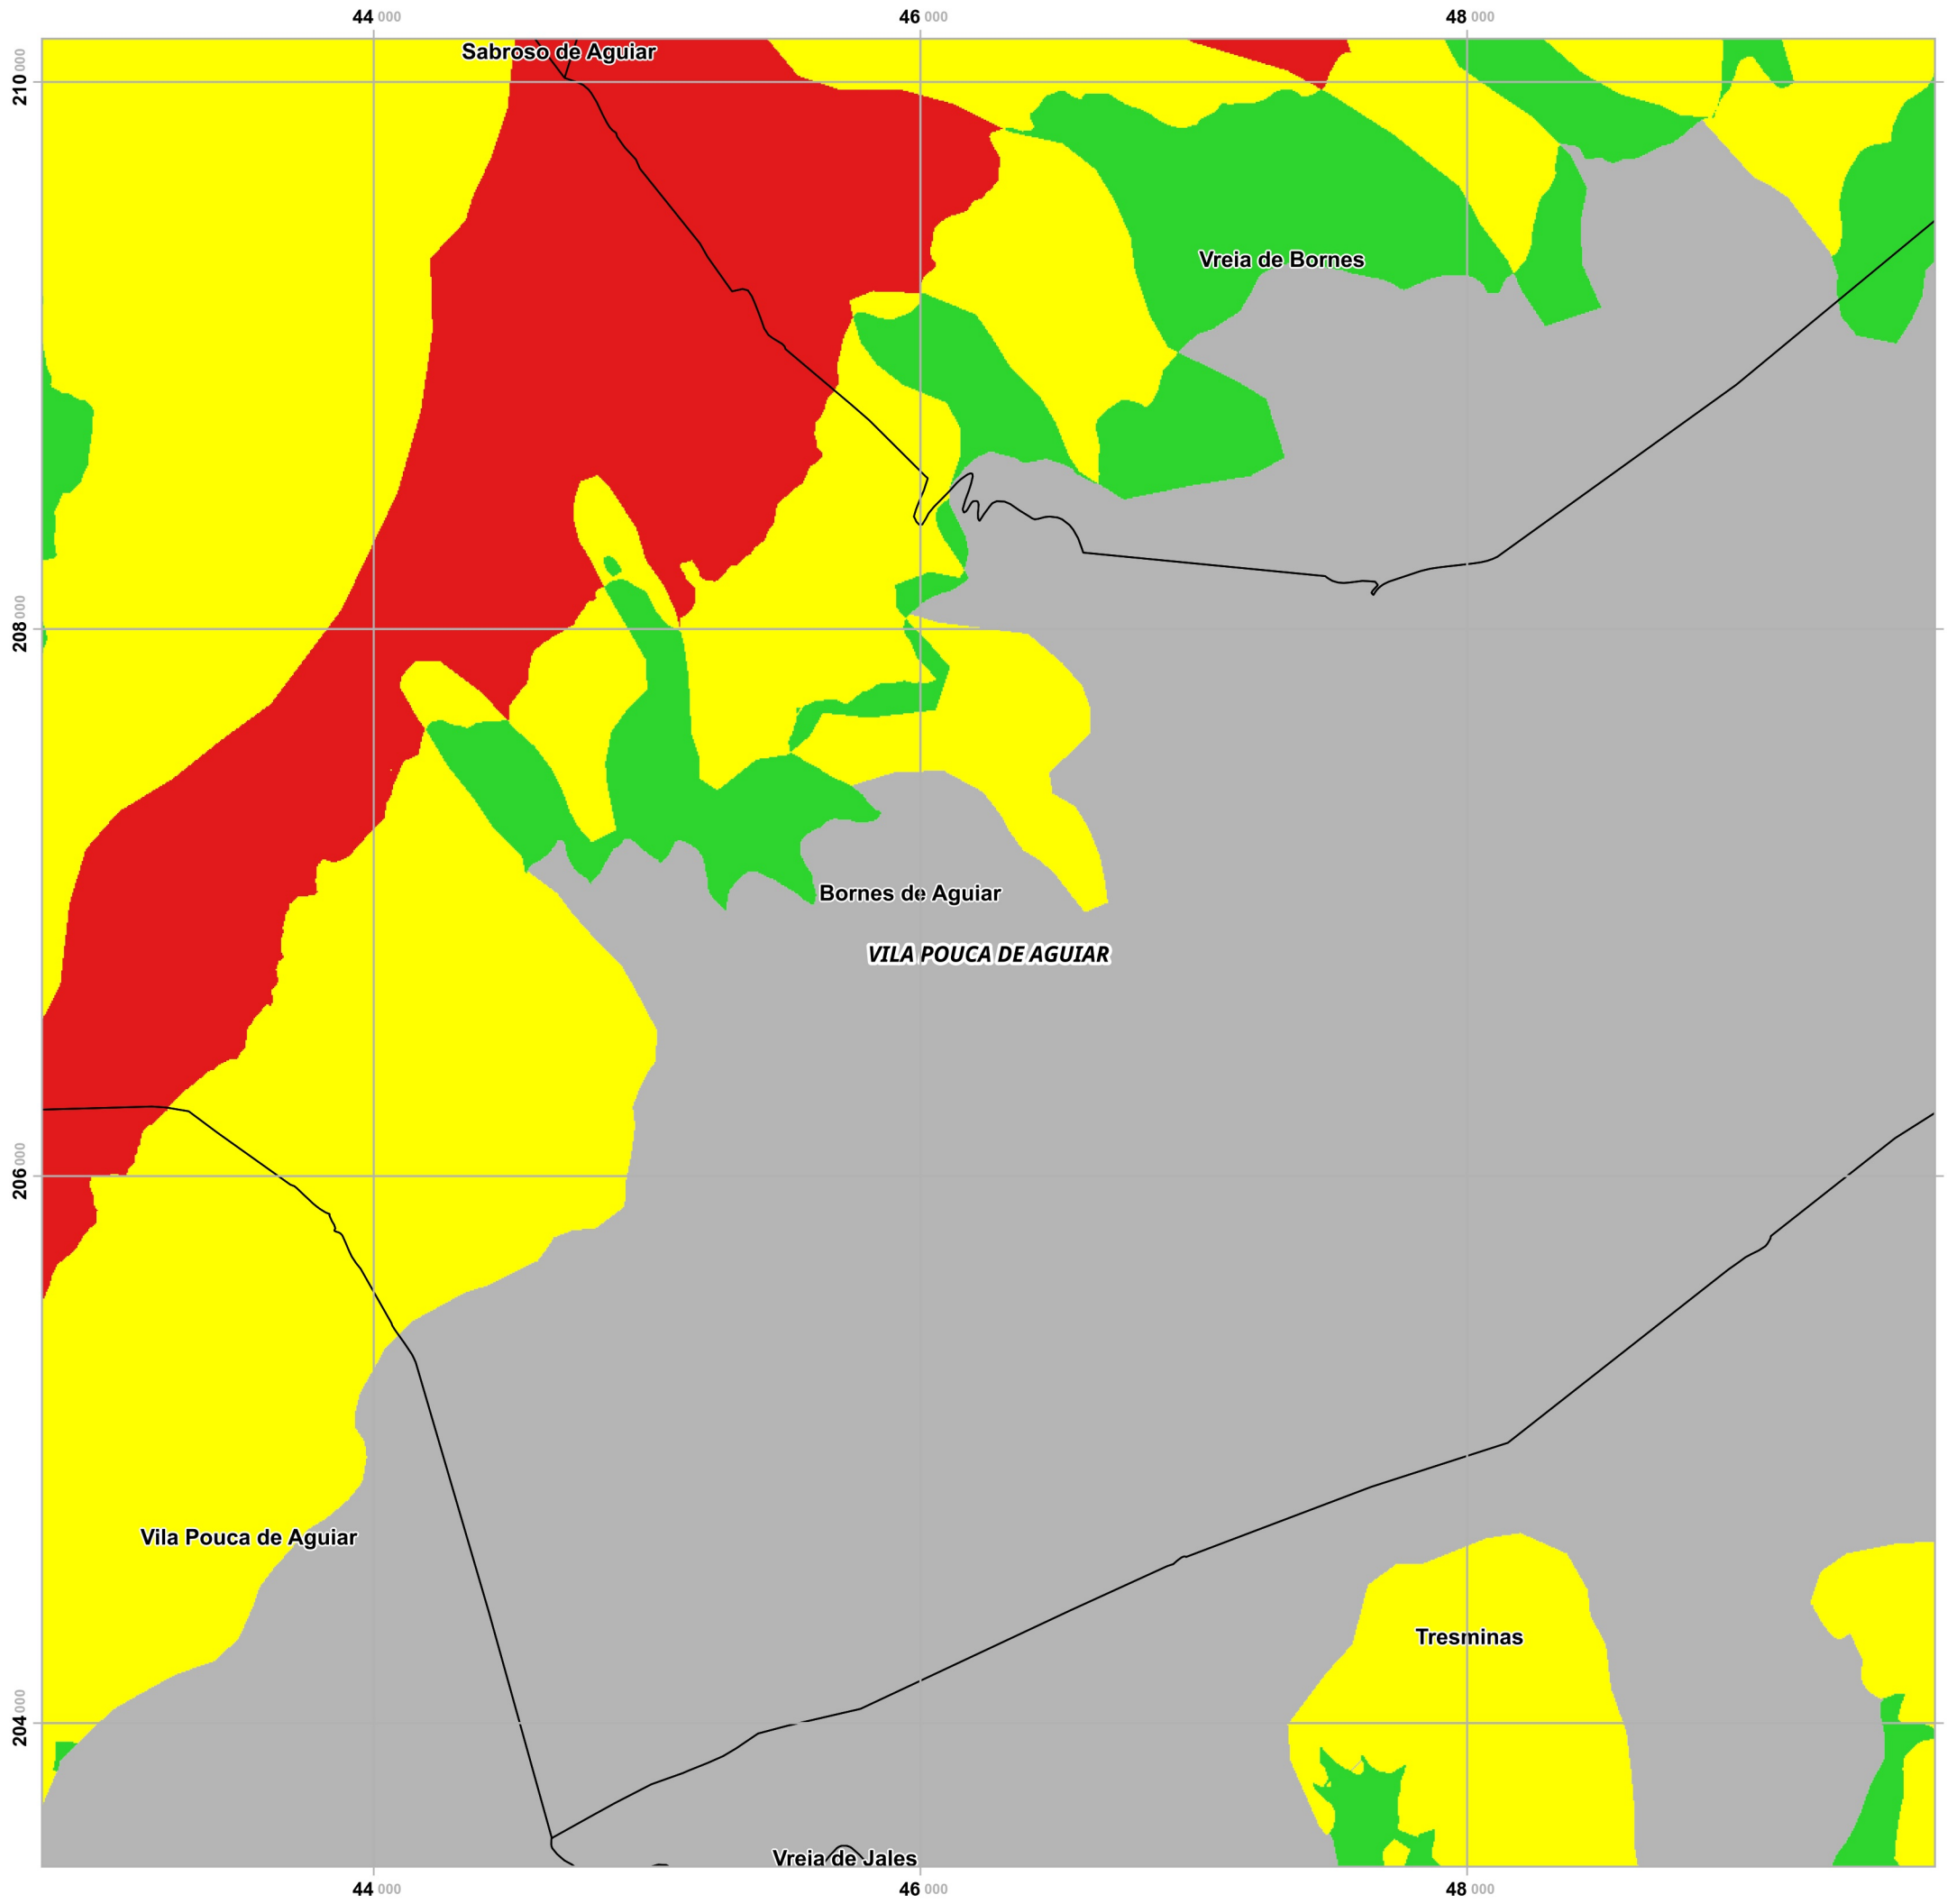 44 000 46 000 48 000
Sabroso de Aguiar
210 000
Vreia de Bornes
208 000
Bornes de Aguiar
VILA POUCA DE AGUIAR
206 000
Vila Pouca de Aguiar
Tresminas
204 000
Vreia de Jales
44 000 46 000 48 000